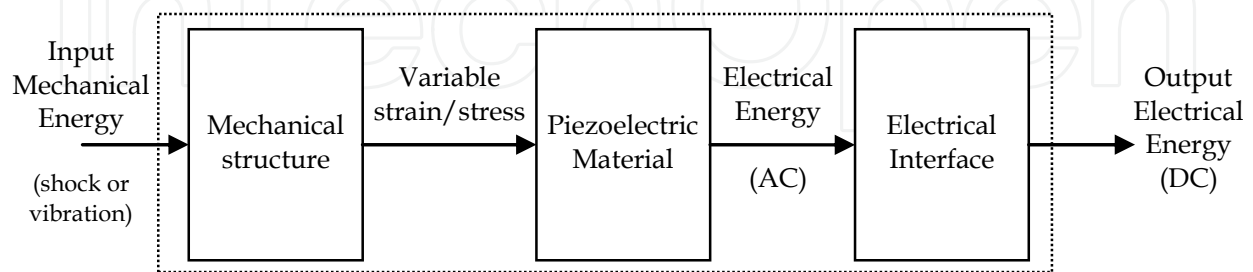 Input
Mechanical
Energy
(shock or
vibration)
Mechanical
structure
Variable
strain/stress
Piezoelectric
Material
Electrical
Energy
(AC)
Electrical
Interface
Output
Electrical
Energy
(DC)
IntechOpen